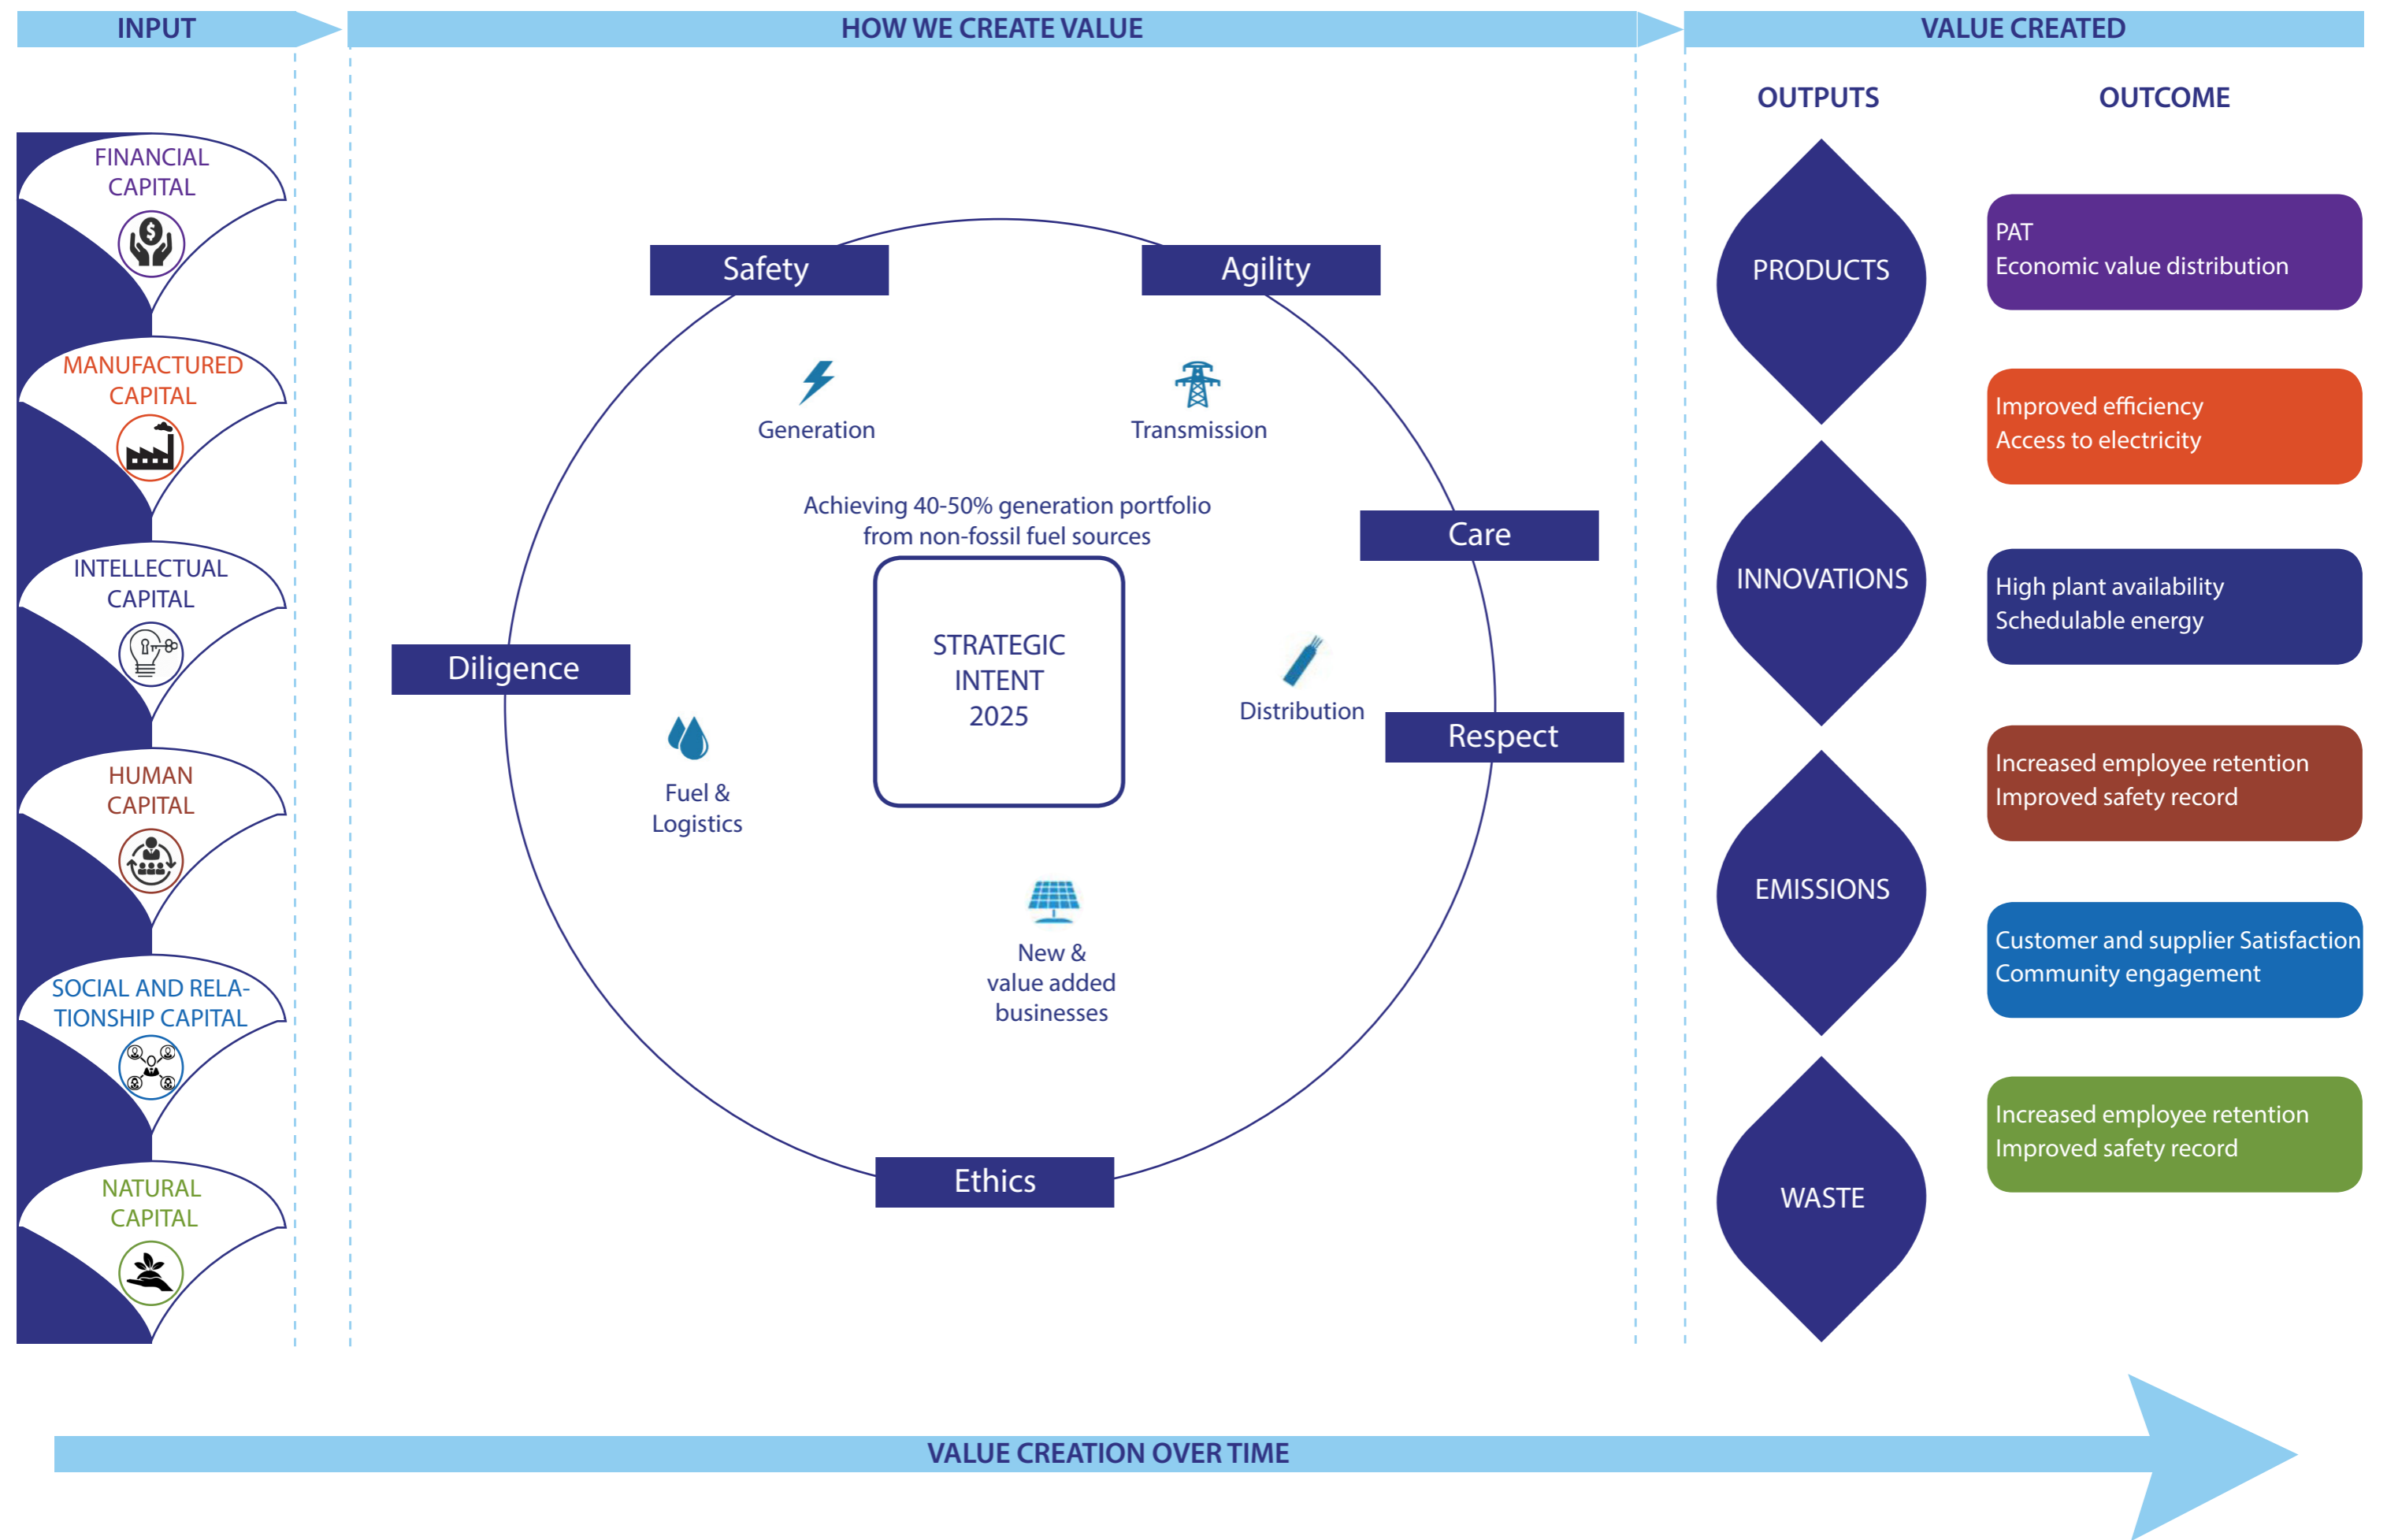 INPUT
HOW WE CREATE VALUE
VALUE CREATED
FINANCIAL
CAPITAL
MANUFACTURED
CAPITAL
INTELLECTUAL
CAPITAL
HUMAN
CAPITAL
SOCIAL AND RELA-
TIONSHIP CAPITAL
NATURAL
CAPITAL
Safety
Agility
Generation
Transmission
Achieving 40-50% generation portfolio
from non-fossil fuel sources
Care
STRATEGIC
INTENT
2025
Diligence
Distribution
Respect
Fuel &
Logistics
New &
value added
businesses
Ethics
OUTPUTS
PRODUCTS
INNOVATIONS
EMISSIONS
WASTE
OUTCOME
PAT
Economic value distribution
Improved efficiency
Access to electricity
High plant availability
Schedulable energy
Increased employee retention
Improved safety record
Customer and supplier Satisfaction
Community engagement
Increased employee retention
Improved safety record
VALUE CREATION OVER TIME